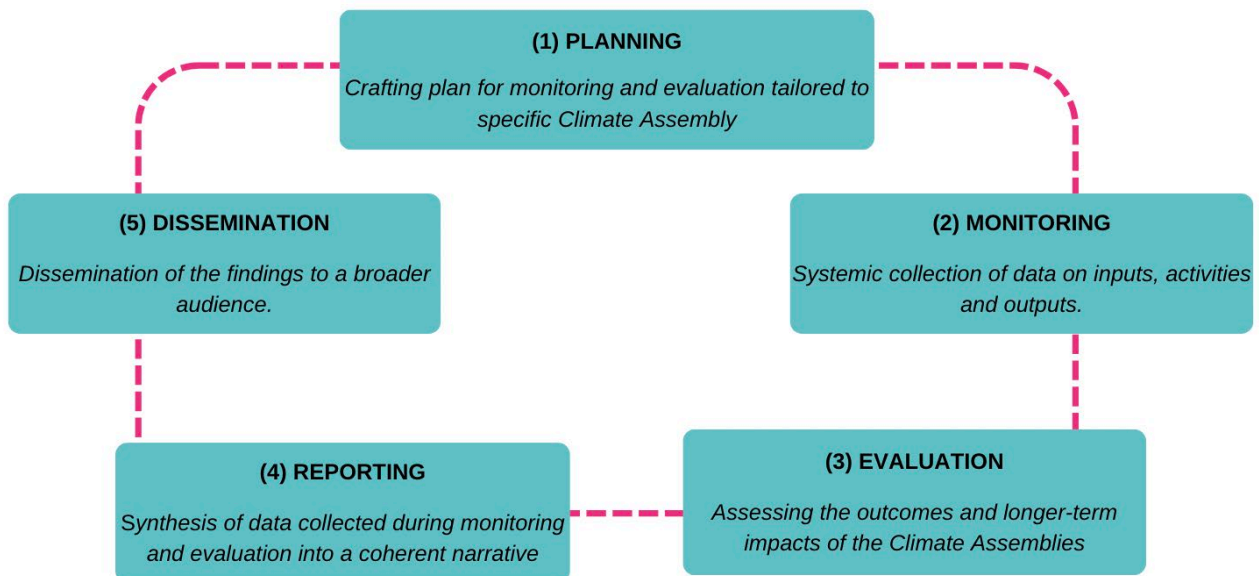 (1) PLANNING
Crafting plan for monitoring and evaluation tailored to
specific Climate Assembly
(2) MONITORING
Systemic collection of data on inputs, activities
and outputs.
(3) EVALUATION
Assessing the outcomes and longer-term
impacts of the Climate Assemblies
(4) REPORTING
Synthesis of data collected during monitoring
and evaluation into a coherent narrative
(5) DISSEMINATION
Dissemination of the findings to a broader
audience.